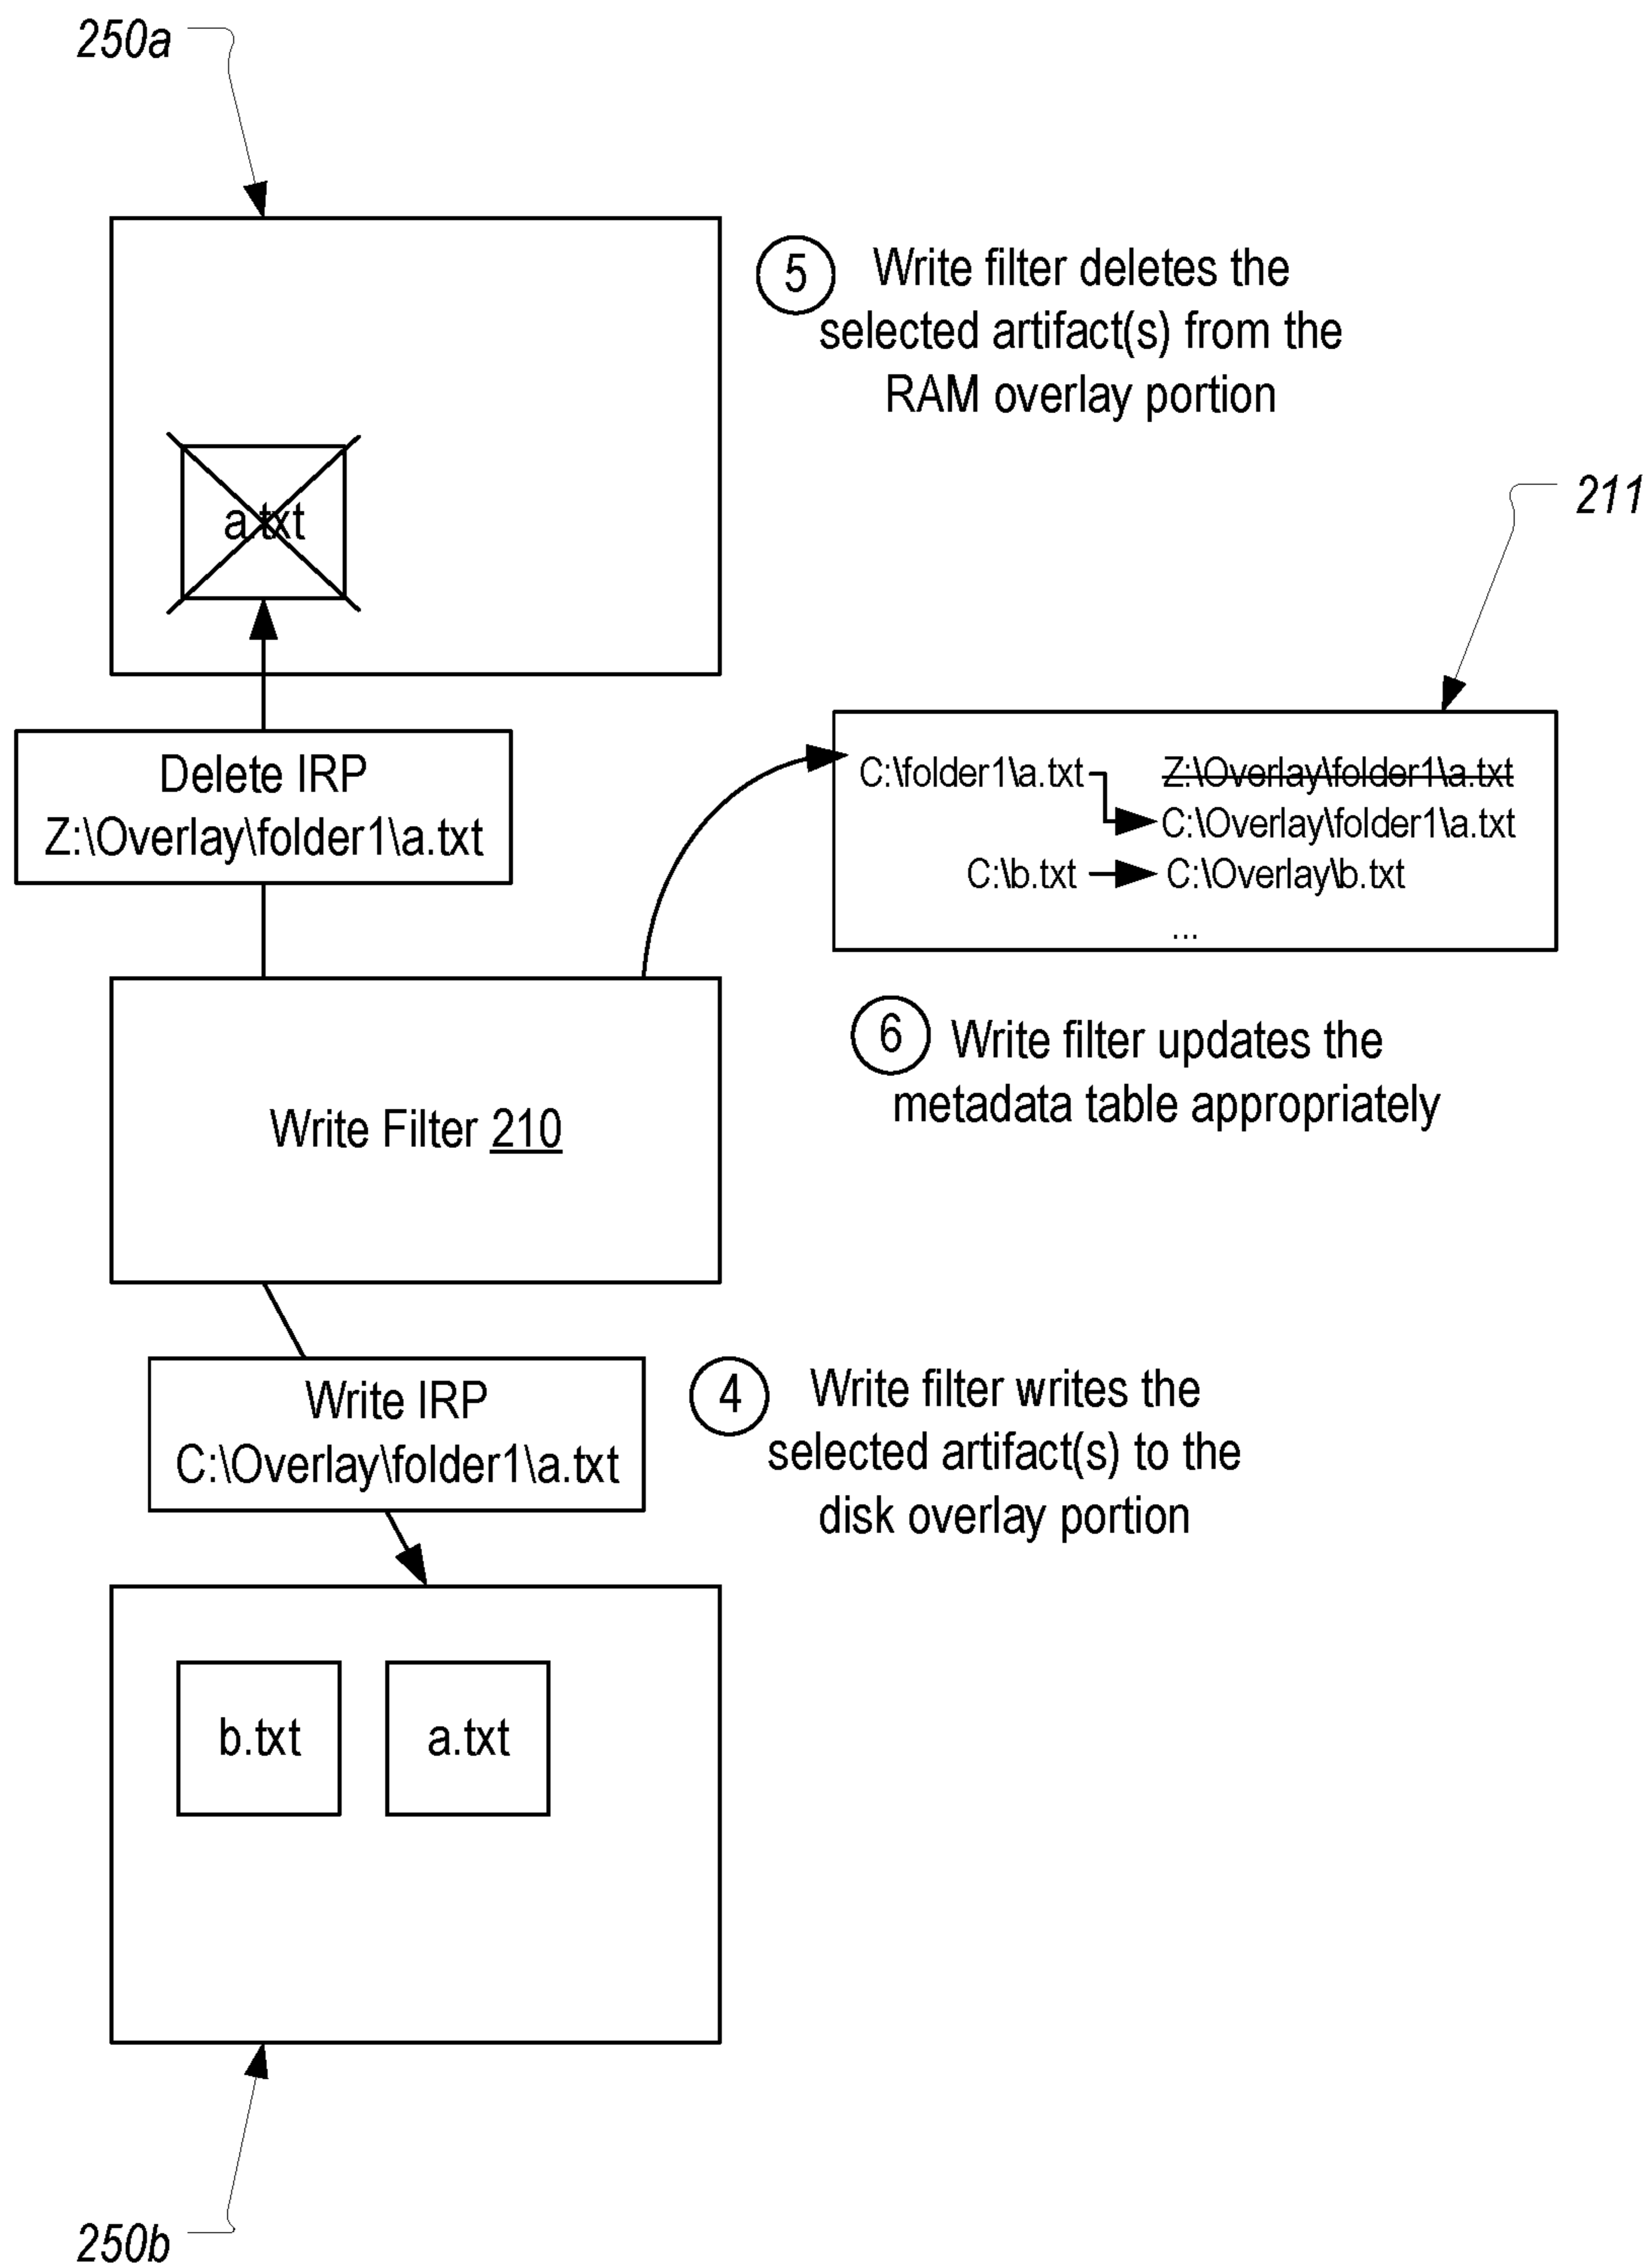 250a
5
Write filter deletes the
selected artifact(s) from the
RAM overlay portion
a.txt
211
Delete IRP
Z:\Overlay\folder1\a.txt
C:\folder1\a.txt Z:\Overlay\folder1\a.txt
C:\Overlay\folder1\a.txt
C:\b.txt C:\Overlay\b.txt
...
6
Write filter updates the
metadata table appropriately
Write Filter 210
Write IRP
C:\Overlay\folder1\a.txt
4
Write filter writes the
selected artifact(s) to the
disk overlay portion
b.txt a.txt
250b